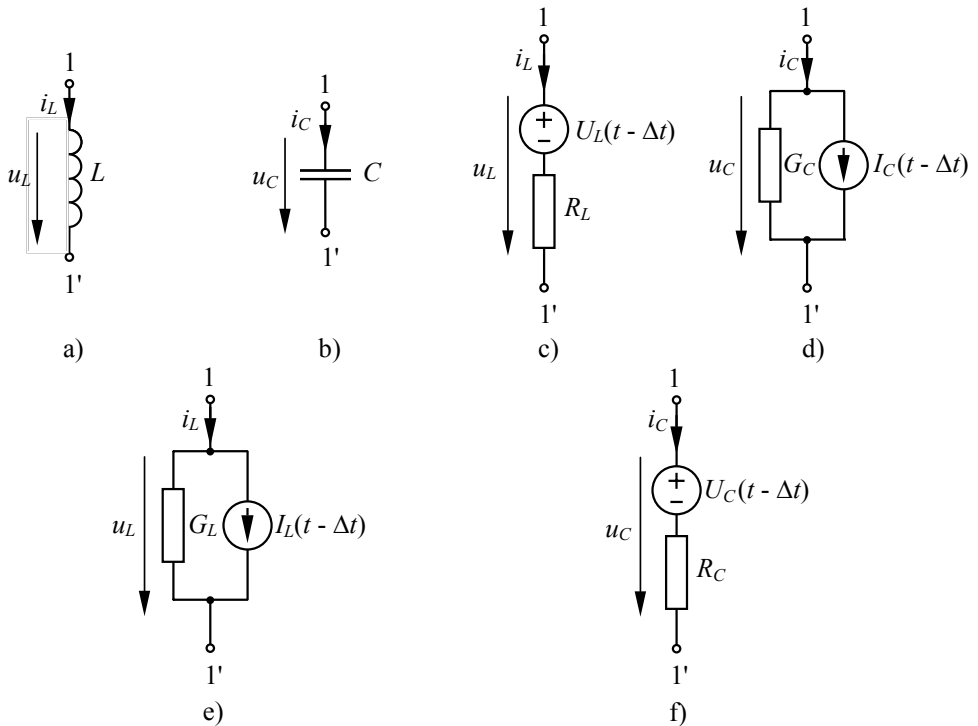 1
i_L
u_L
L
1'
a)
1
i_C
u_C
C
1'
b)
1
i_L
U_L(t - Δt)
u_L
R_L
1'
c)
1
i_C
u_C
G_C
I_C(t - Δt)
1'
d)
1
i_L
u_L
G_L
I_L(t - Δt)
1'
e)
1
i_C
U_C(t - Δt)
u_C
R_C
1'
f)